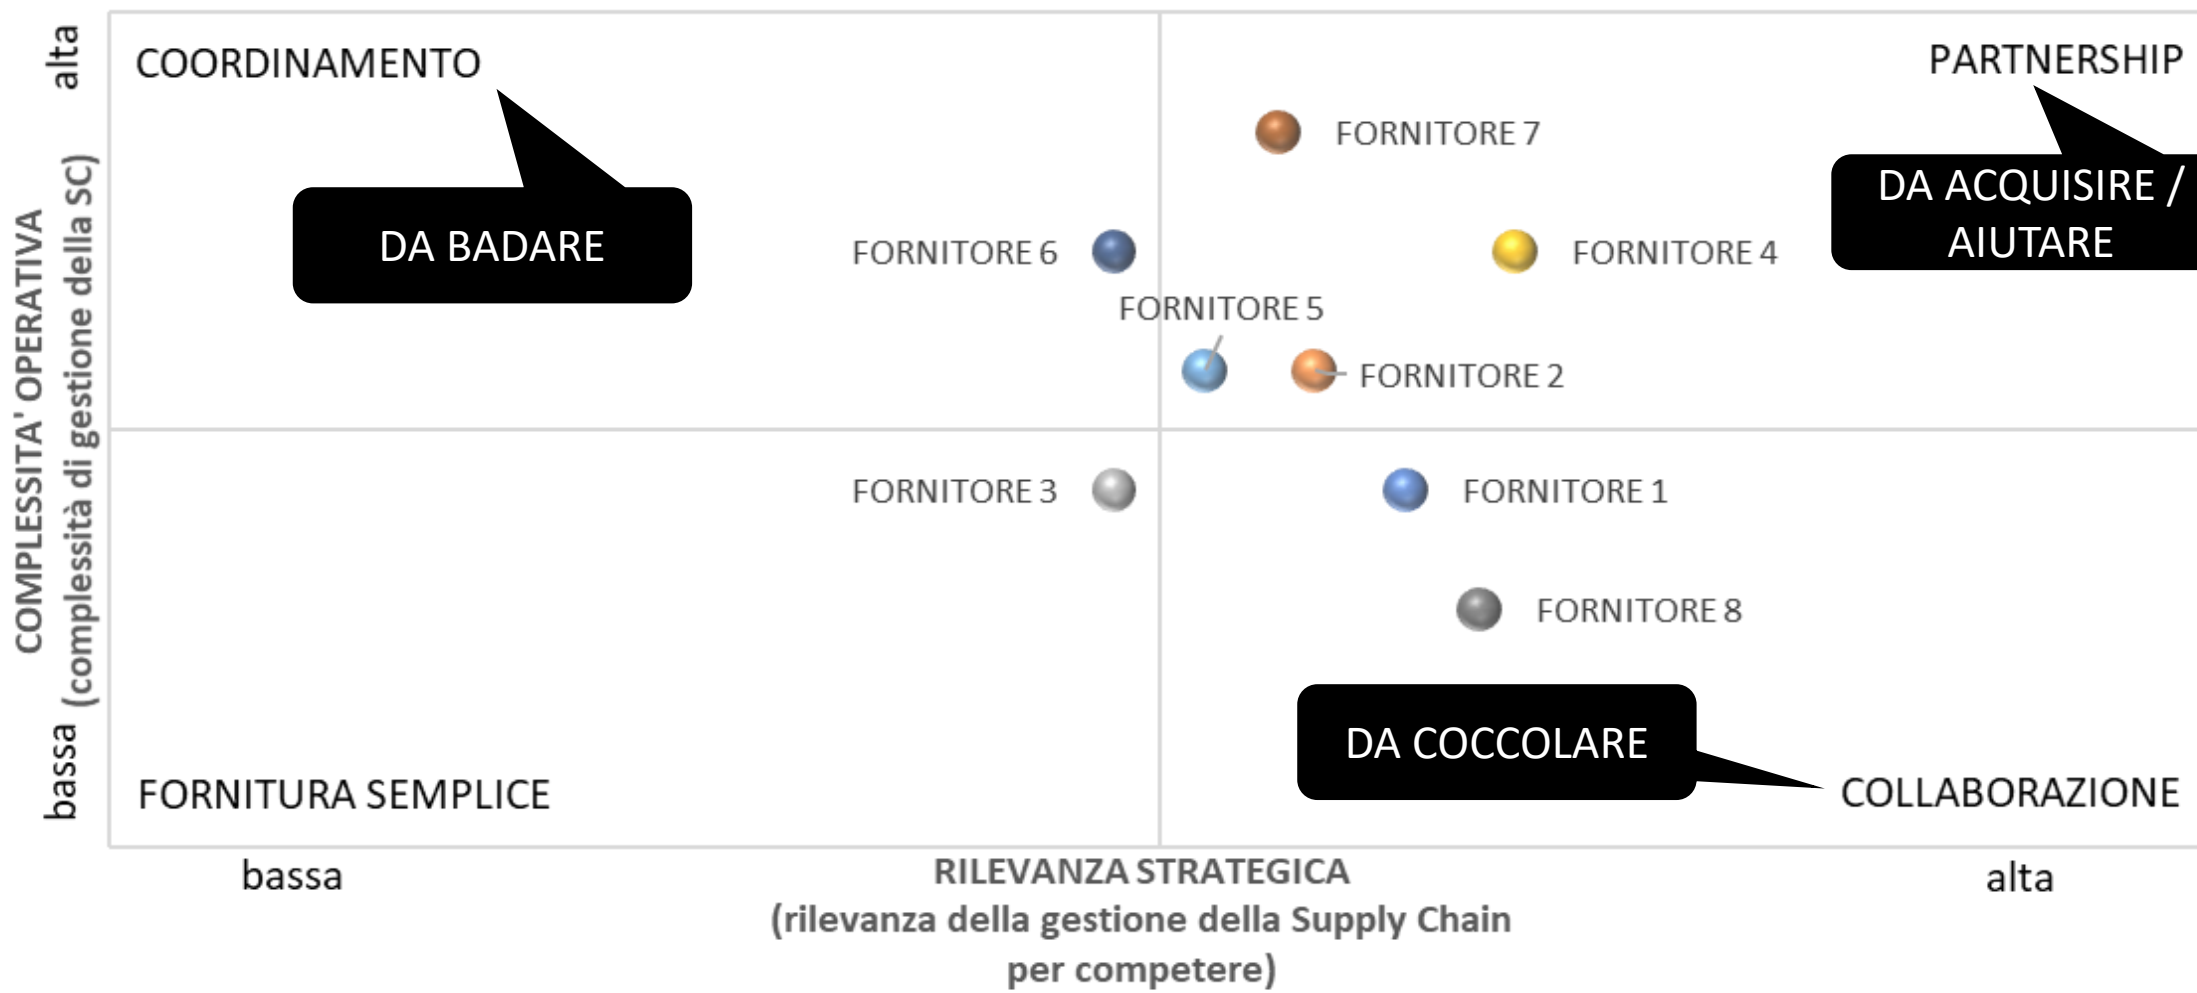 alta
COORDINAMENTO
PARTNERSHIP
FORNITORE 7
DA ACQUISIRE /
AIUTARE
DA BADARE
FORNITORE 6
FORNITORE 4
FORNITORE 5
FORNITORE 2
COMPLESSITA' OPERATIVA
(complessità di gestione della SC)
FORNITORE 3
FORNITORE 1
FORNITORE 8
DA COCCOLARE
bassa
FORNITURA SEMPLICE
COLLABORAZIONE
bassa
RILEVANZA STRATEGICA
alta
(rilevanza della gestione della Supply Chain
per competere)